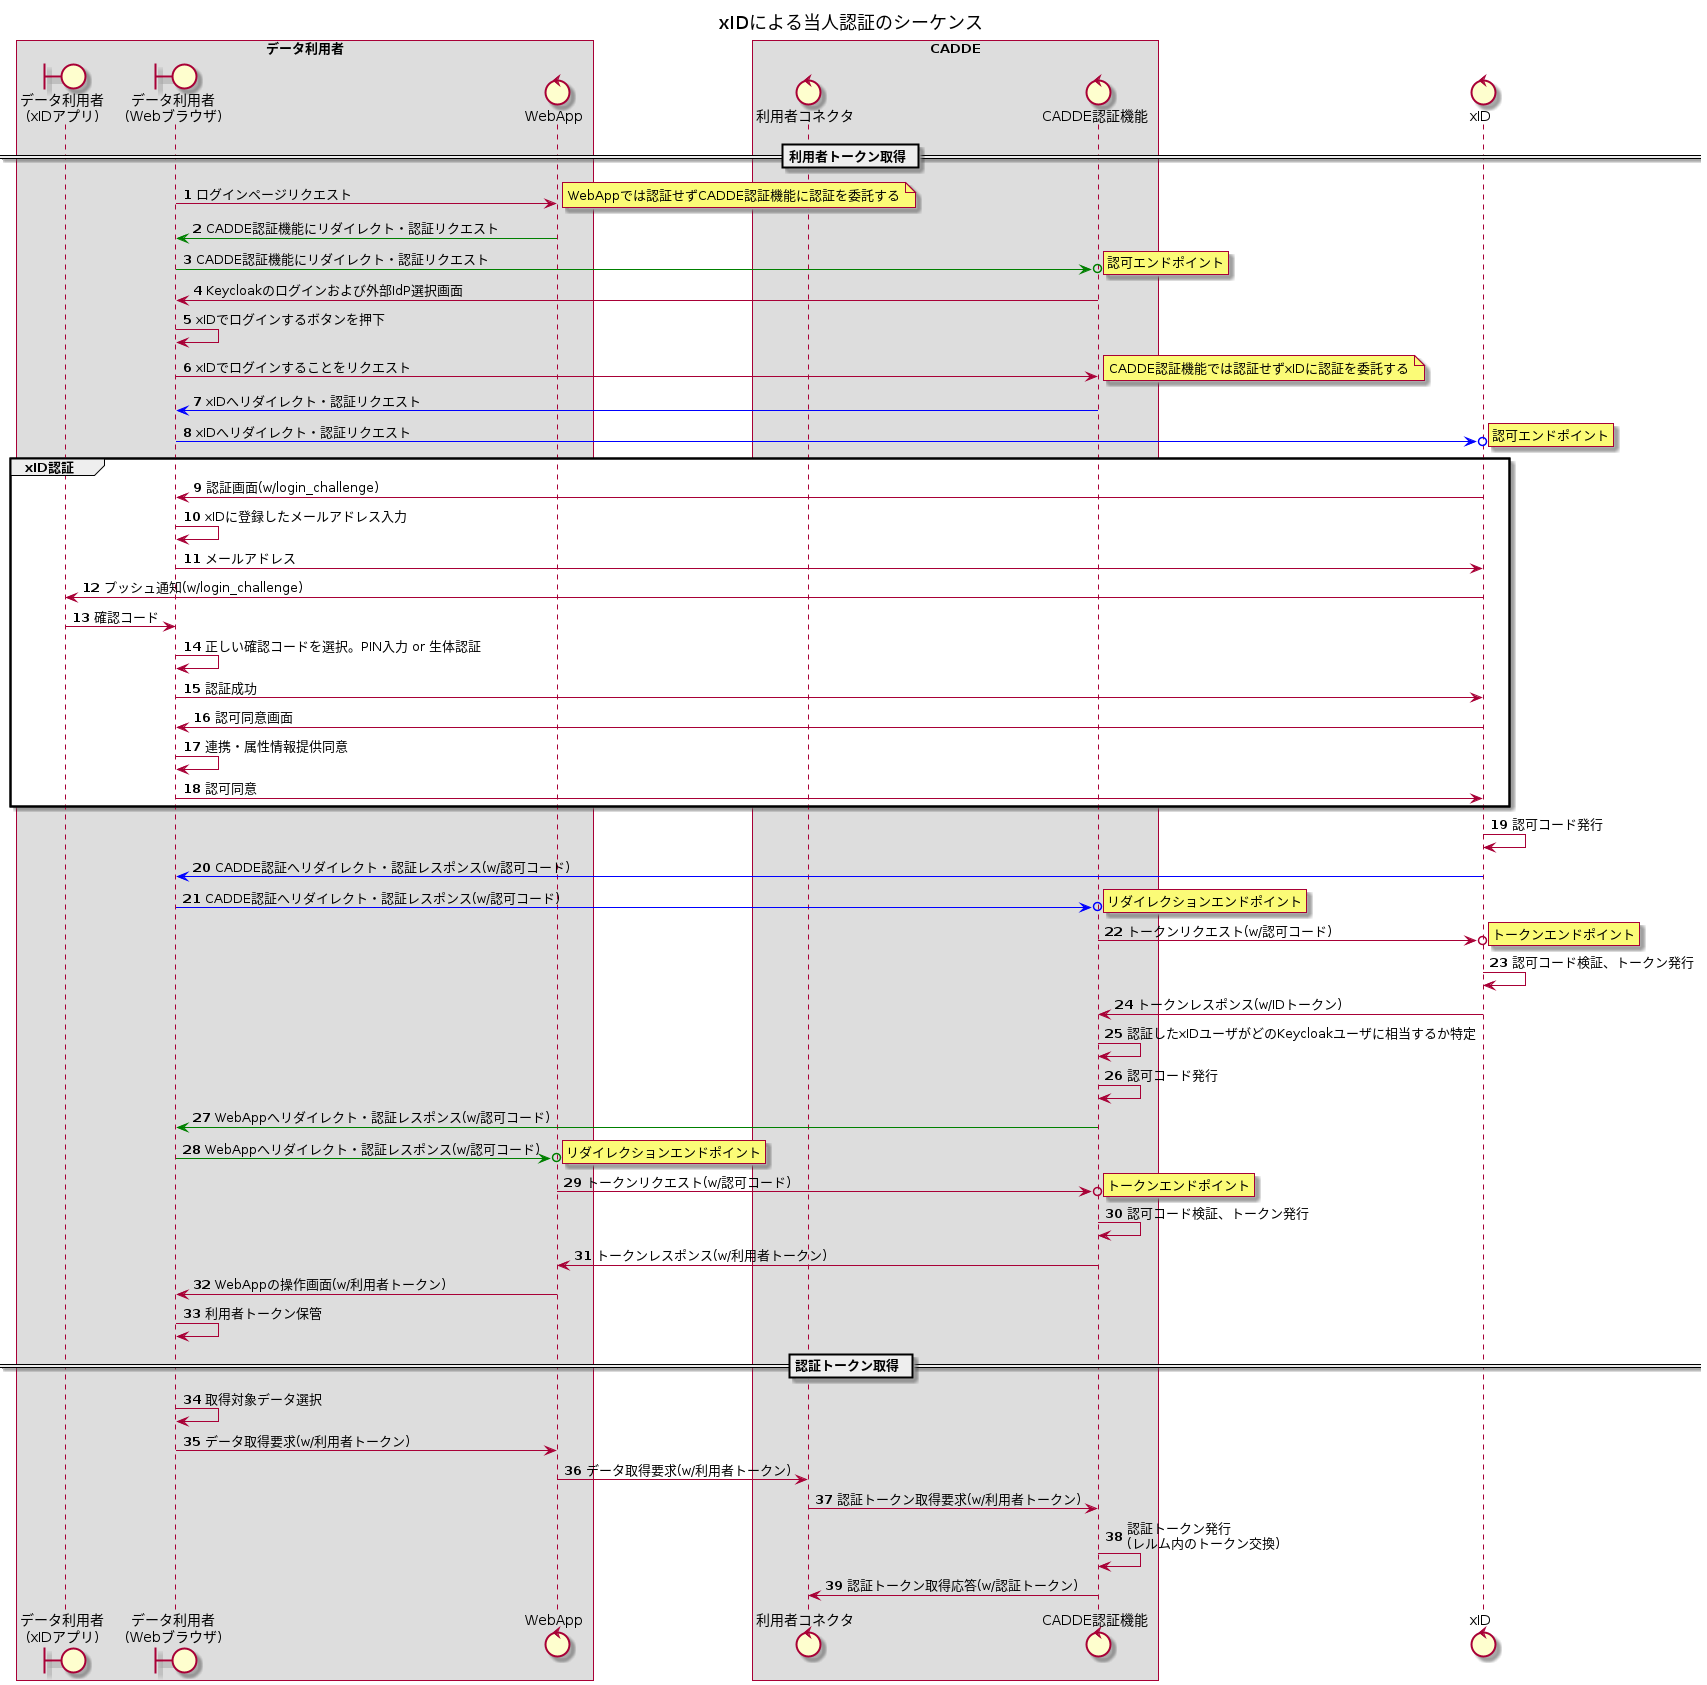 xIDによる当人認証のシーケンス
データ利用者
CADDE
データ利用者
(xIDアプリ)
データ利用者
(Webブラウザ)
WebApp
利用者コネクタ
CADDE認証機能
xID
利用者トークン取得
1 ログインページリクエスト
WebAppでは認証せずCADDE認証機能に認証を委託する
2 CADDE認証機能にリダイレクト・認証リクエスト
3 CADDE認証機能にリダイレクト・認証リクエスト
認可エンドポイント
4 Keycloakのログインおよび外部IdP選択画面
5 xIDでログインするボタンを押下
6 xIDでログインすることをリクエスト
CADDE認証機能では認証せずxIDに認証を委託する
7 xIDへリダイレクト・認証リクエスト
8 xIDへリダイレクト・認証リクエスト
認可エンドポイント
xID認証
9 認証画面(w/login_challenge)
10 xIDに登録したメールアドレス入力
11 メールアドレス
12 プッシュ通知(w/login_challenge)
13 確認コード
14 正しい確認コードを選択。PIN入力 or 生体認証
15 認証成功
16 認可同意画面
17 連携・属性情報提供同意
18 認可同意
19 認可コード発行
20 CADDE認証へリダイレクト・認証レスポンス(w/認可コード)
21 CADDE認証へリダイレクト・認証レスポンス(w/認可コード)
リダイレクションエンドポイント
22 トークンリクエスト(w/認可コード)
トークンエンドポイント
23 認可コード検証、トークン発行
24 トークンレスポンス(w/IDトークン)
25 認証したxIDユーザがどのKeycloakユーザに相当するか特定
26 認可コード発行
27 WebAppへリダイレクト・認証レスポンス(w/認可コード)
28 WebAppへリダイレクト・認証レスポンス(w/認可コード)
リダイレクションエンドポイント
29 トークンリクエスト(w/認可コード)
トークンエンドポイント
30 認可コード検証、トークン発行
31 トークンレスポンス(w/利用者トークン)
32 WebAppの操作画面(w/利用者トークン)
33 利用者トークン保管
認証トークン取得
34 取得対象データ選択
35 データ取得要求(w/利用者トークン)
36 データ取得要求(w/利用者トークン)
37 認証トークン取得要求(w/利用者トークン)
38 認証トークン発行
(レルム内のトークン交換)
39 認証トークン取得応答(w/認証トークン)
データ利用者
(xIDアプリ)
データ利用者
(Webブラウザ)
WebApp
利用者コネクタ
CADDE認証機能
xID